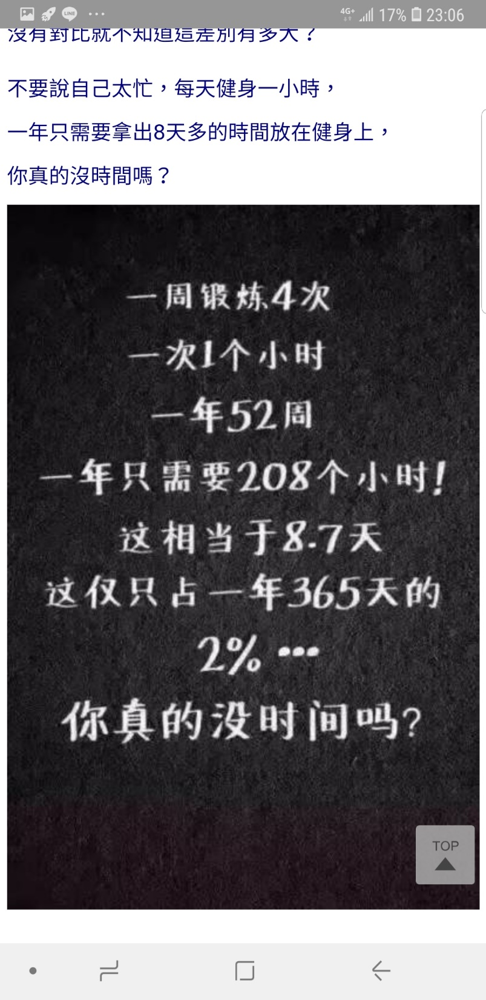 4G+ 17% 23:06
LINE
沒有對比就不知道這差別有多大？
不要說自己太忙，每天健身一小時，
一年只需要拿出8天多的時間放在健身上，
你真的沒時間嗎？
一周锻炼4次
一次1个小时
一年52周
一年只需要208个小时！
这相当于8.7天
这仅只占一年365天的
2% •••
你真的没时间吗？
TOP